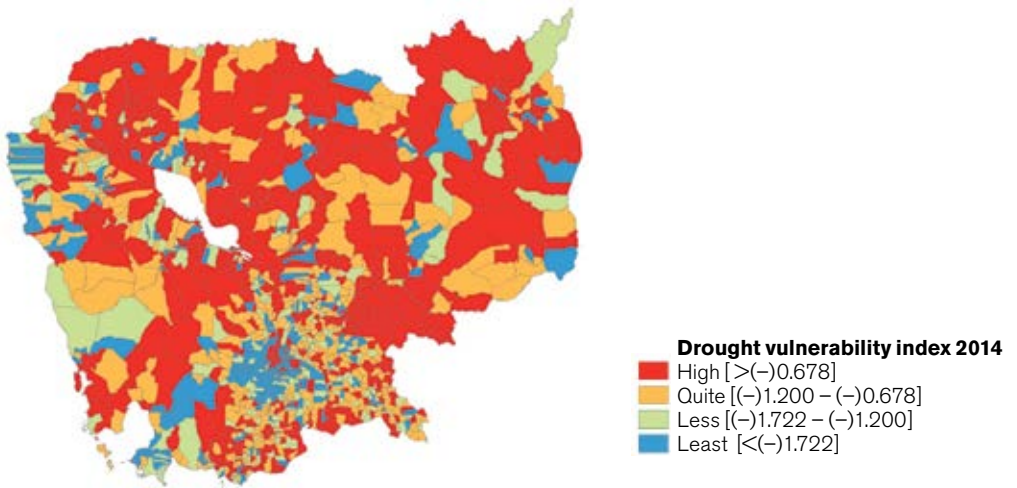 Drought vulnerability index 2014
High [ >(–)0.678]
Quite [(–)1.200 – (–)0.678]
Less [(–)1.722 – (–)1.200]
Least [<(–)1.722]